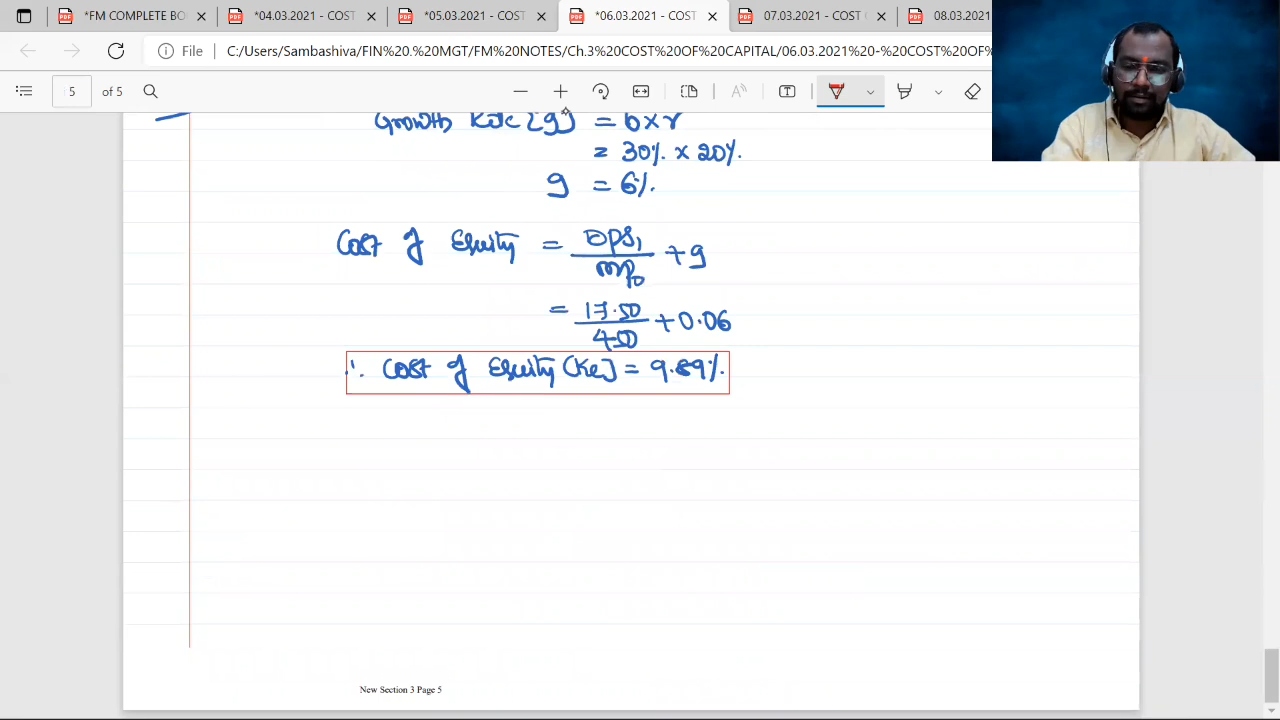 *FM COMPLETE BO
*04.03.2021 - COST
*05.03.2021 - COST
*06.03.2021 - COST
07.03.2021 - COST
08.03.2021
File
C:/Users/Sambashiva/FIN%20.%20MGT/FM%20NOTES/Ch.3%20COST%20OF%20CAPITAL/06.03.2021%20-%20COST%20OF%
5 of 5
Growth Rate [g] = b x r
= 30% x 20%.
g = 6%.
Cost of Equity = DPS1 / MP0 + g
= 17.50 / 450 + 0.06
∴ Cost of Equity (Ke] = 9.89%.
New Section 3 Page 5